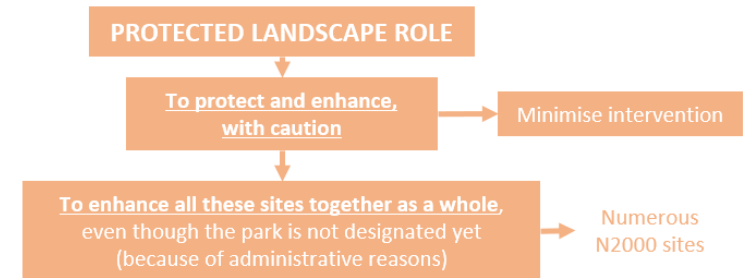 PROTECTED LANDSCAPE ROLE
To protect and enhance,
with caution
Minimise intervention
To enhance all these sites together as a whole,
even though the park is not designated yet
(because of administrative reasons)
Numerous
N2000 sites